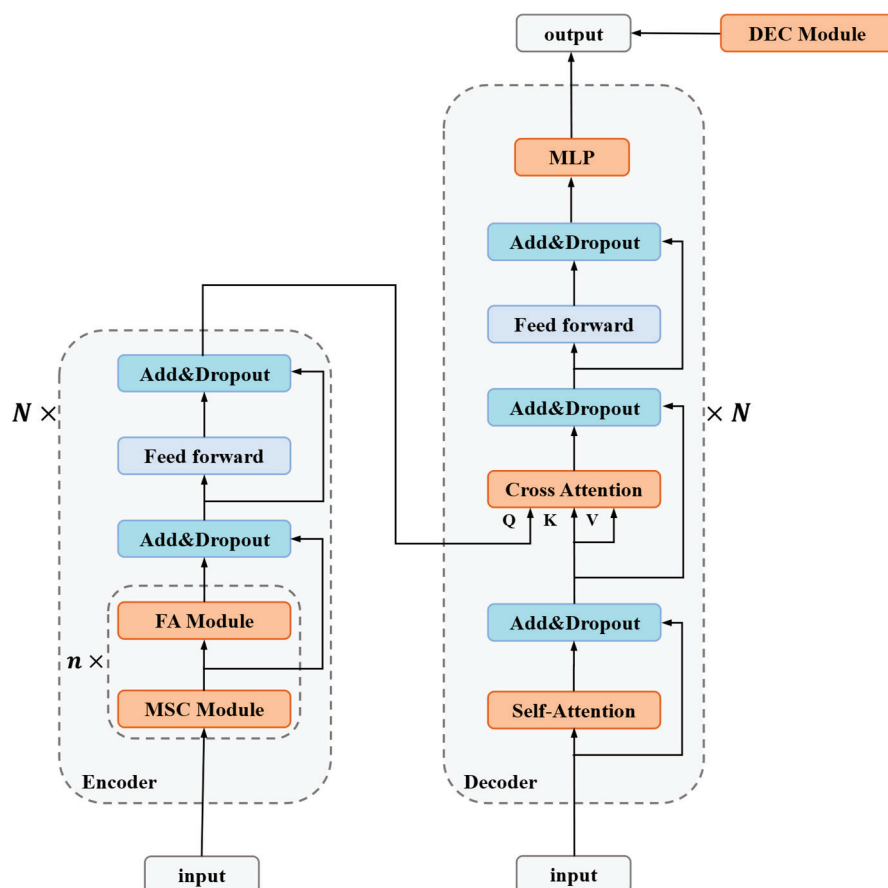 output
DEC Module
MLP
Add&Dropout
Feed forward
Add&Dropout
Cross Attention
Q K V
Add&Dropout
Self-Attention
Decoder
× N
input
Add&Dropout
Feed forward
Add&Dropout
FA Module
MSC Module
N ×
n ×
Encoder
input